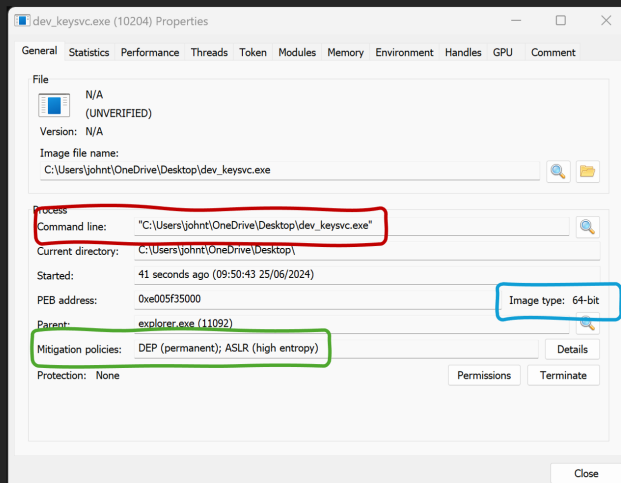 dev_keysvc.exe (10204) Properties
General Statistics Performance Threads Token Modules Memory Environment Handles GPU Comment
File
N/A
(UNVERIFIED)
Version: N/A
Image file name:
C:\Users\johnt\OneDrive\Desktop\dev_keysvc.exe
Process
Command line: "C:\Users\johnt\OneDrive\Desktop\dev_keysvc.exe"
Current directory: C:\Users\johnt\OneDrive\Desktop\
Started: 41 seconds ago (09:50:43 25/06/2024)
PEB address: 0xe005f35000 Image type: 64-bit
Parent: explorer.exe (11092)
Mitigation policies: DEP (permanent); ASLR (high entropy) Details
Protection: None Permissions Terminate
Close